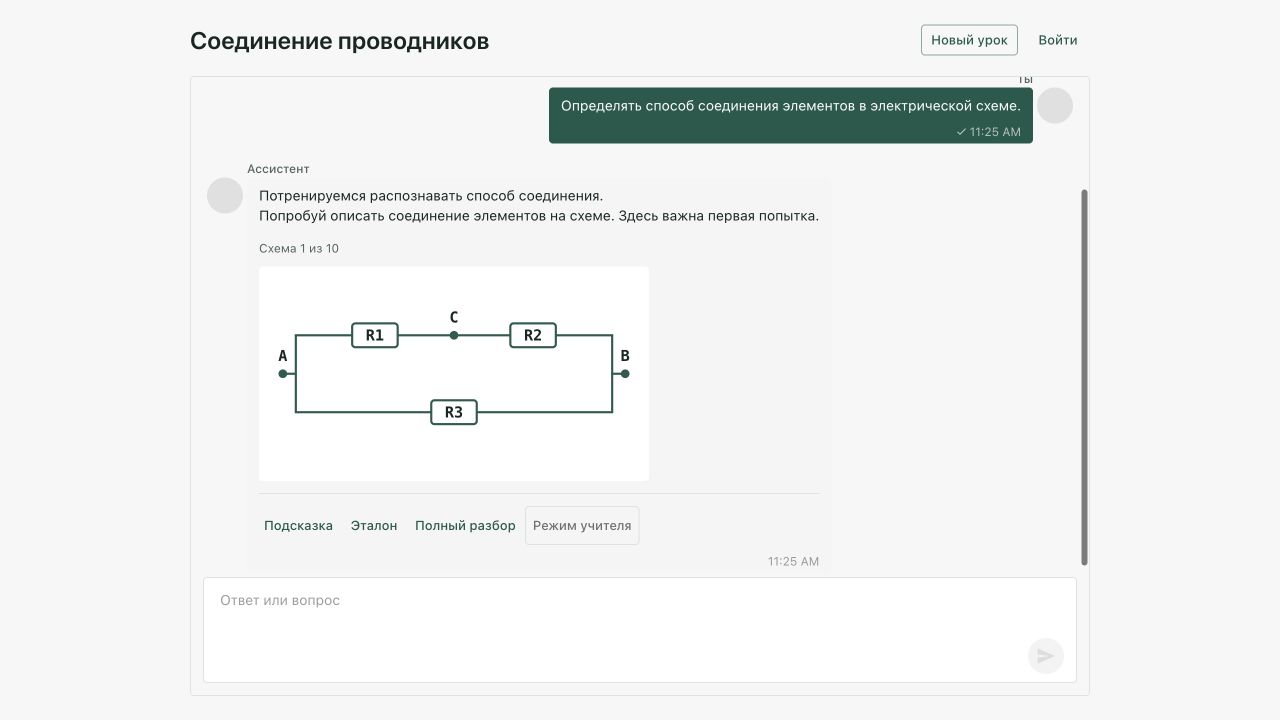 Соединение проводников
Новый урок
Войти
Ты
Определять способ соединения элементов в электрической схеме.
✓ 11:25 AM
Ассистент
Потренируемся распознавать способ соединения.
Попробуй описать соединение элементов на схеме. Здесь важна первая попытка.
Схема 1 из 10
C
R1
R2
A
B
R3
Подсказка
Эталон
Полный разбор
Режим учителя
11:25 AM
Ответ или вопрос